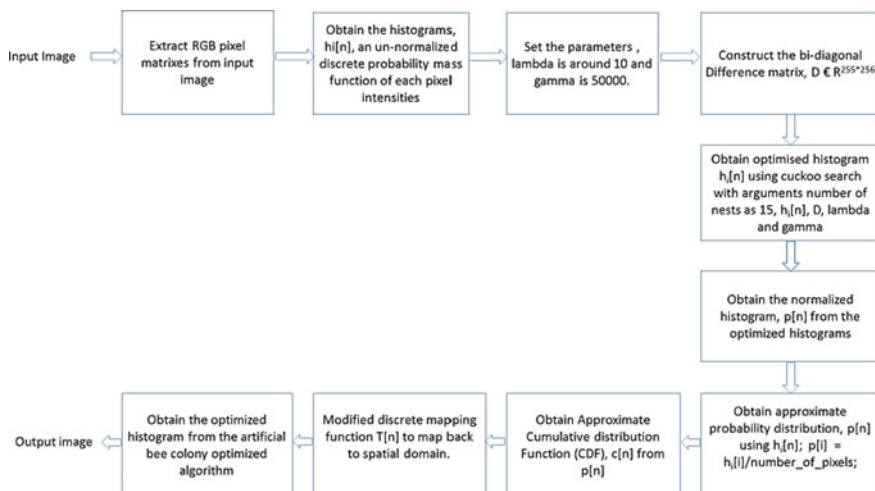 Input Image
Extract RGB pixel
matrixes from input
image
Obtain the histograms,
hi[n], an un-normalized
discrete probability mass
function of each pixel
intensities
Set the parameters ,
lambda is around 10 and
gamma is 50000.
Construct the bi-diagonal
Difference matrix, D € R²⁵⁵*²⁵⁶
Obtain optimised histogram
hᵢ[n] using cuckoo search
with arguments number of
nests as 15, hᵢ[n], D, lambda
and gamma
Obtain the normalized
histogram, p[n] from the
optimized histograms
Obtain approximate
probability distribution, p[n]
using hᵢ[n]; p[i] =
hᵢ[i]/number_of_pixels;
Obtain Approximate
Cumulative distribution
Function (CDF), c[n] from
p[n]
Modified discrete mapping
function T[n] to map back
to spatial domain.
Obtain the optimized
histogram from the artificial
bee colony optimized
algorithm
Output image